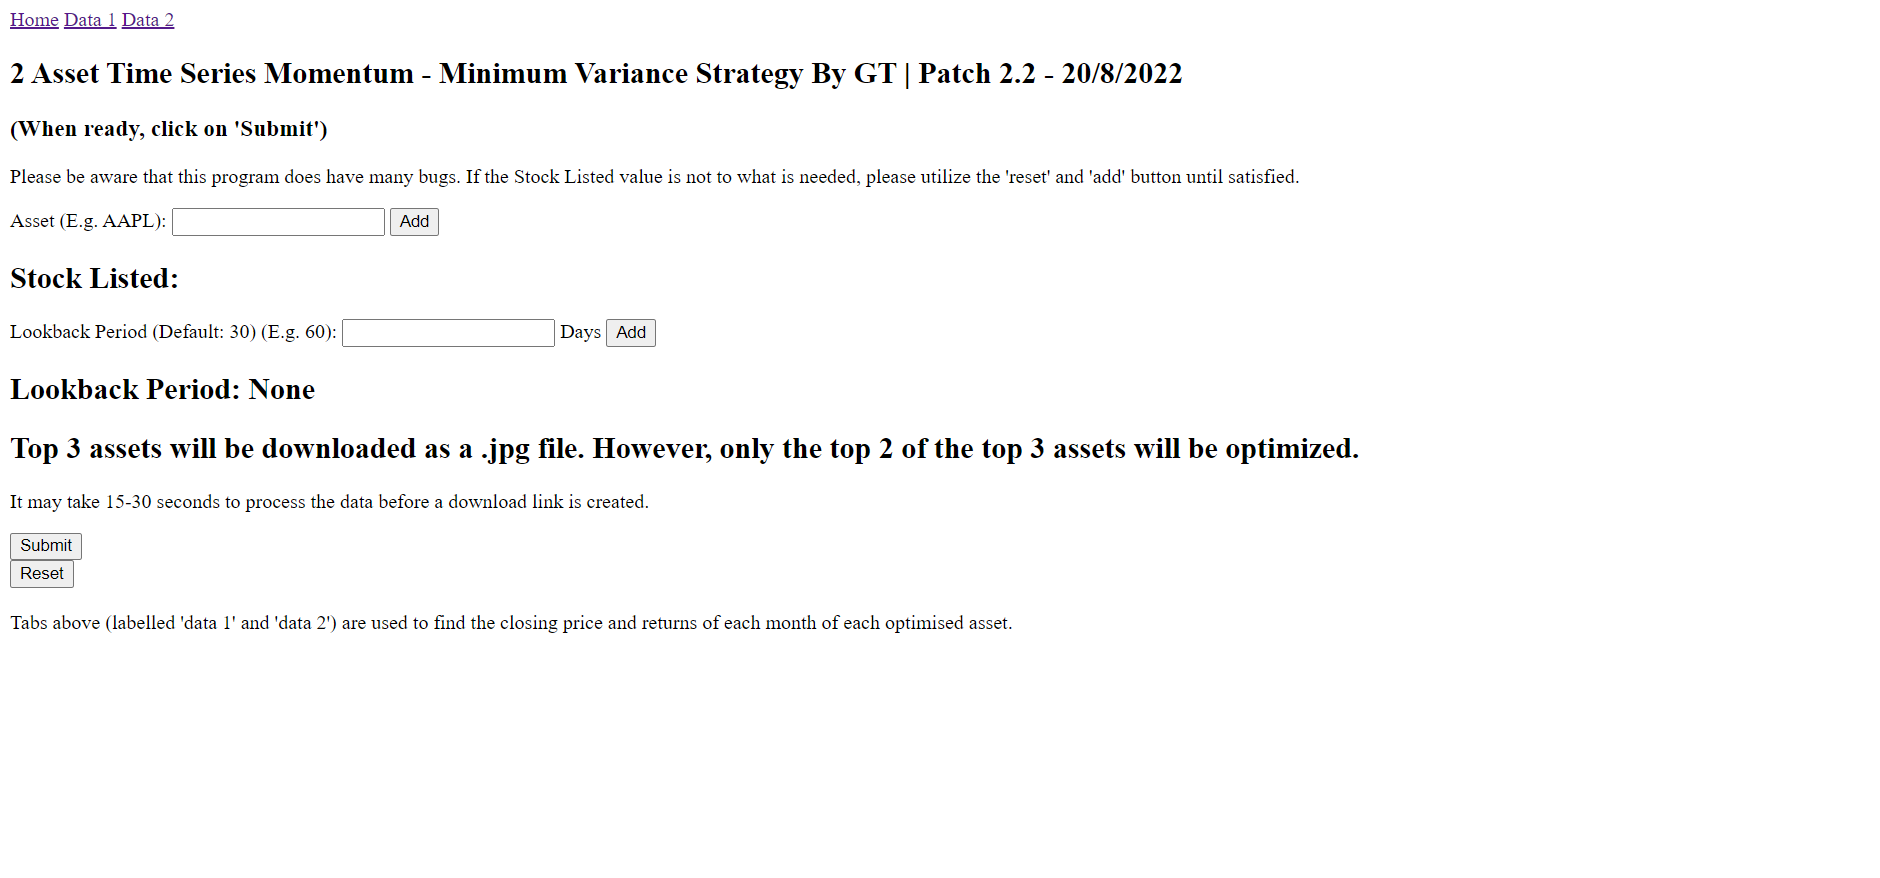 Home Data 1 Data 2
2 Asset Time Series Momentum - Minimum Variance Strategy By GT | Patch 2.2 - 20/8/2022
(When ready, click on 'Submit')
Please be aware that this program does have many bugs. If the Stock Listed value is not to what is needed, please utilize the 'reset' and 'add' button until satisfied.
Asset (E.g. AAPL): Add
Stock Listed:
Lookback Period (Default: 30) (E.g. 60): Days Add
Lookback Period: None
Top 3 assets will be downloaded as a .jpg file. However, only the top 2 of the top 3 assets will be optimized.
It may take 15-30 seconds to process the data before a download link is created.
Submit
Reset
Tabs above (labelled 'data 1' and 'data 2') are used to find the closing price and returns of each month of each optimised asset.